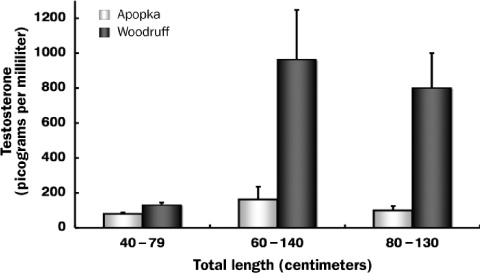 Testosterone
(picograms per milliliter)
1200
1000
800
600
400
200
0
Apopka
Woodruff
40 – 79
60 – 140
80 – 130
Total length (centimeters)